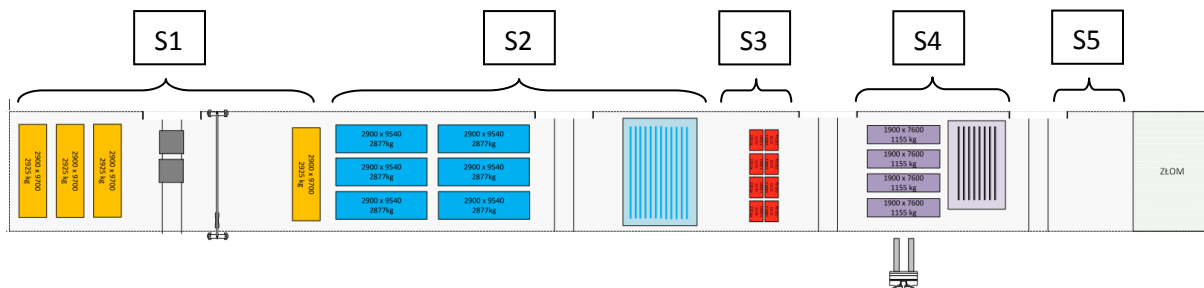 S1
S2
S3
S4
S5
2900 x 9700
2925 kg
2900 x 9700
2925 kg
2900 x 9700
2925 kg
2900 x 9700
2925 kg
2900 x 9540
2877kg
2900 x 9540
2877kg
2900 x 9540
2877kg
2900 x 9540
2877kg
2900 x 9540
2877kg
2900 x 9540
2877kg
1900 x 7600
1155 kg
1900 x 7600
1155 kg
1900 x 7600
1155 kg
1900 x 7600
1155 kg
ZŁOM